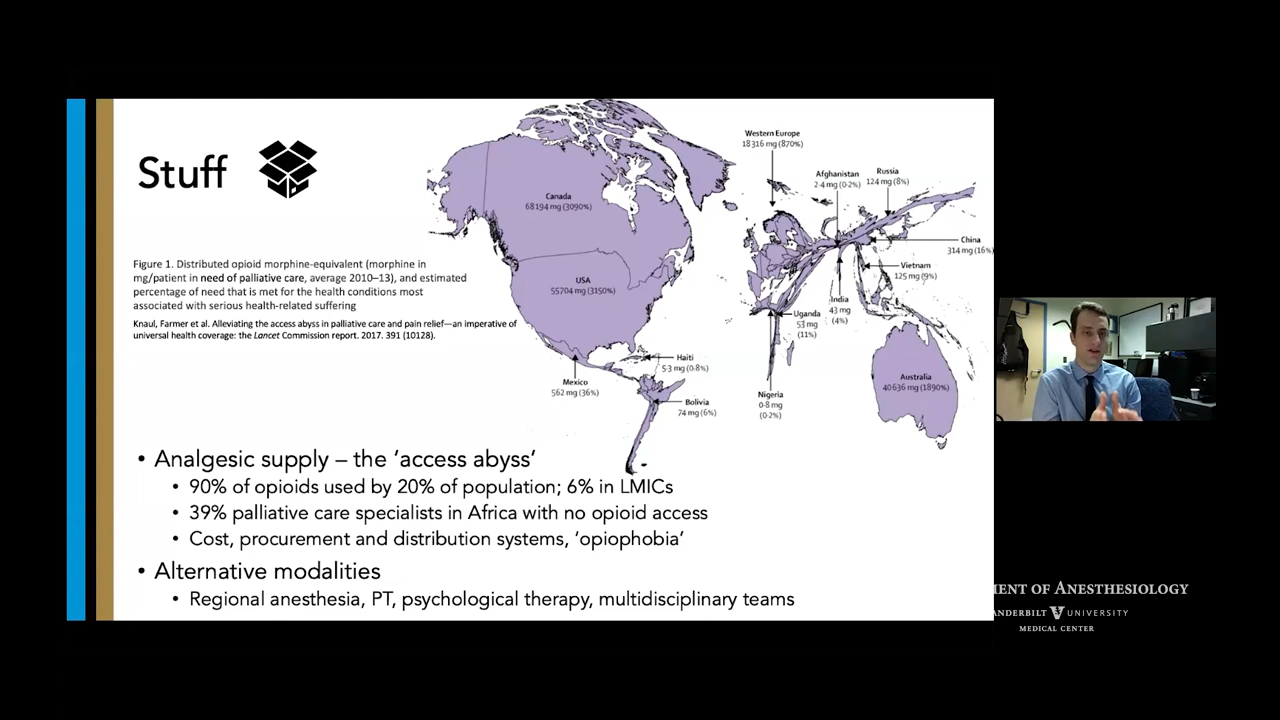 Stuff
Figure 1. Distributed opioid morphine-equivalent (morphine in
mg/patient in need of palliative care, average 2010–13), and estimated
percentage of need that is met for the health conditions most
associated with serious health-related suffering
Knaul, Farmer et al. Alleviating the access abyss in palliative care and pain relief—an imperative of
universal health coverage: the Lancet Commission report. 2017. 391 (10128).
Canada
68194 mg (3090%)
USA
55704 mg (3150%)
Mexico
562 mg (36%)
Haiti
5·3 mg (0·8%)
Bolivia
74 mg (6%)
Western Europe
18316 mg (870%)
Afghanistan
2·4 mg (0·2%)
Russia
124 mg (8%)
China
314 mg (16%)
Vietnam
125 mg (9%)
India
43 mg
(4%)
Uganda
53 mg
(11%)
Nigeria
0·8 mg
(0·2%)
Australia
40636 mg (1890%)
• Analgesic supply – the ‘access abyss’
• 90% of opioids used by 20% of population; 6% in LMICs
• 39% palliative care specialists in Africa with no opioid access
• Cost, procurement and distribution systems, ‘opiophobia’
• Alternative modalities
• Regional anesthesia, PT, psychological therapy, multidisciplinary teams
MENT OF ANESTHESIOLOGY
ANDERBILT V UNIVERSITY
MEDICAL CENTER